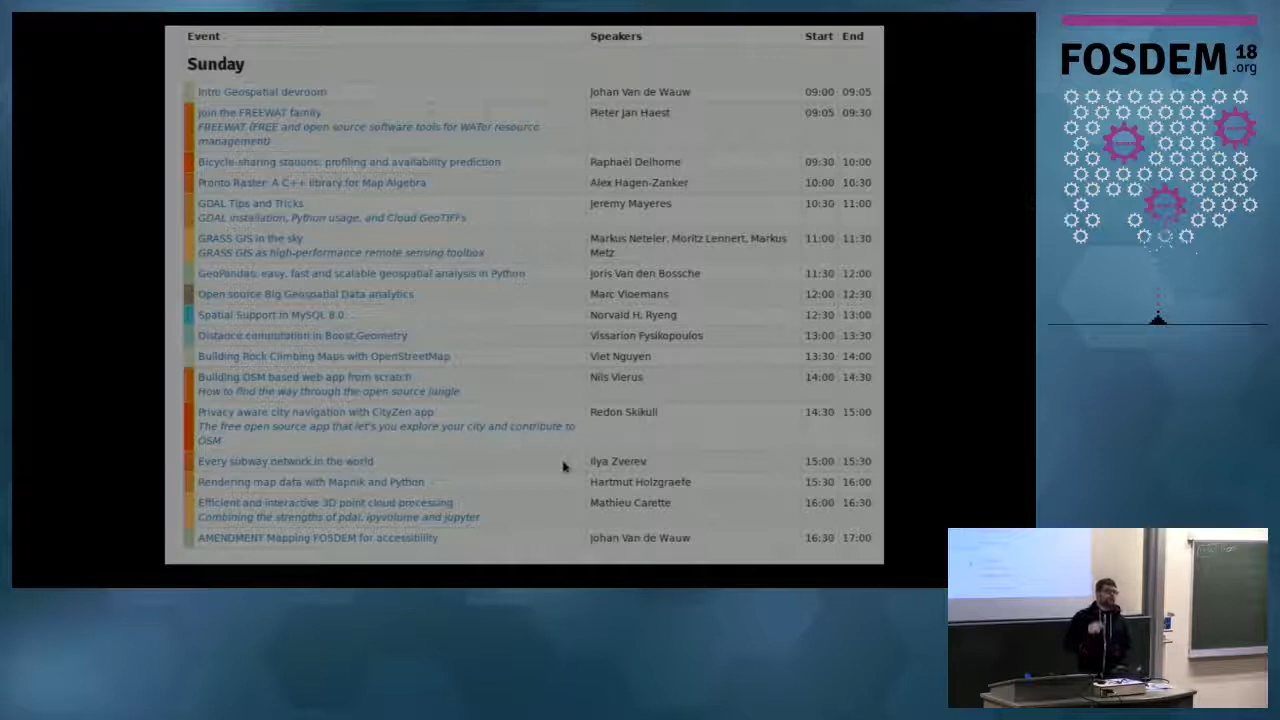 Event Speakers Start End
Sunday
Intro Geospatial devroom Johan Van de Wauw 09:00 09:05
Join the FREEWAT family Pieter Jan Haest 09:05 09:30
FREEWAT (FREE and open source software tools for WATer resource
management)
Bicycle-sharing stations: profiling and availability prediction Raphaël Delhome 09:30 10:00
Pronto Raster: A C++ library for Map Algebra Alex Hagen-Zanker 10:00 10:30
GDAL Tips and Tricks Jeremy Mayeres 10:30 11:00
GDAL installation, Python usage, and Cloud GeoTIFFs
GRASS GIS in the sky Markus Neteler, Moritz Lennert, Markus 11:00 11:30
GRASS GIS as high-performance remote sensing toolbox Metz
GeoPandas: easy, fast and scalable geospatial analysis in Python Joris Van den Bossche 11:30 12:00
Open source Big Geospatial Data analytics Marc Vloemans 12:00 12:30
Spatial Support in MySQL 8.0 Norvald H. Ryeng 12:30 13:00
Distance computation in Boost.Geometry Vissarion Fysikopoulos 13:00 13:30
Building Rock Climbing Maps with OpenStreetMap Viet Nguyen 13:30 14:00
Building OSM based web app from scratch Nils Vierus 14:00 14:30
How to find the way through the open source jungle
Privacy aware city navigation with CityZen app Redon Skikuli 14:30 15:00
The free open source app that let's you explore your city and contribute to
OSM
Every subway network in the world Ilya Zverev 15:00 15:30
Rendering map data with Mapnik and Python Hartmut Holzgraefe 15:30 16:00
Efficient and interactive 3D point cloud processing Mathieu Carette 16:00 16:30
Combining the strengths of pdal, ipyvolume and jupyter
AMENDMENT Mapping FOSDEM for accessibility Johan Van de Wauw 16:30 17:00
FOSDEM 18
.org